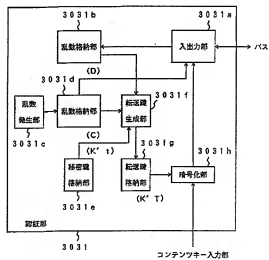 3031b
3031a
乱数格納部
入出力部
バス
(D)
3031d
3031f
乱数
発生部
乱数格納部
転送鍵
生成部
3031c
(C)
(K't)
3031g
3031h
秘密鍵
格納部
転送鍵
格納部
暗号化部
3031e
(K'T)
認証部
3031
コンテンツキー入力部